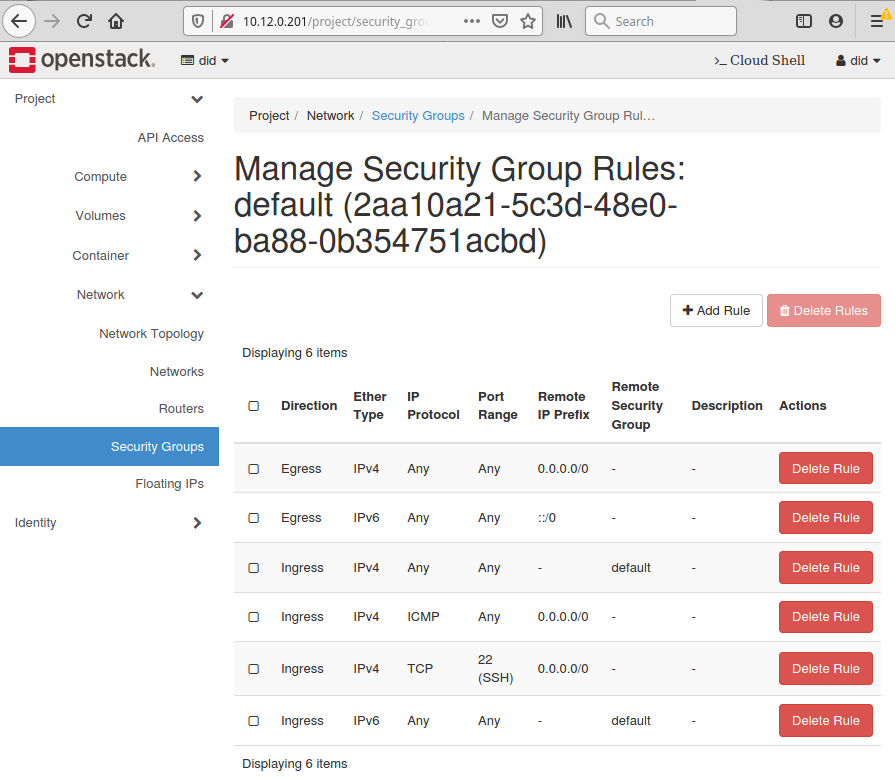 10.12.0.201/project/security_gro
Search
openstack.
did
>_ Cloud Shell
did
Project
API Access
Compute
Volumes
Container
Network
Network Topology
Networks
Routers
Security Groups
Floating IPs
Identity
Project / Network / Security Groups / Manage Security Group Rul…
Manage Security Group Rules:
default (2aa10a21-5c3d-48e0-
ba88-0b354751acbd)
+ Add Rule
Delete Rules
Displaying 6 items
Direction Ether Type IP Protocol Port Range Remote IP Prefix Remote Security Group Description Actions
Egress IPv4 Any Any 0.0.0.0/0 - - Delete Rule
Egress IPv6 Any Any ::/0 - - Delete Rule
Ingress IPv4 Any Any - default - Delete Rule
Ingress IPv4 ICMP Any 0.0.0.0/0 - - Delete Rule
Ingress IPv4 TCP 22 (SSH) 0.0.0.0/0 - - Delete Rule
Ingress IPv6 Any Any - default - Delete Rule
Displaying 6 items